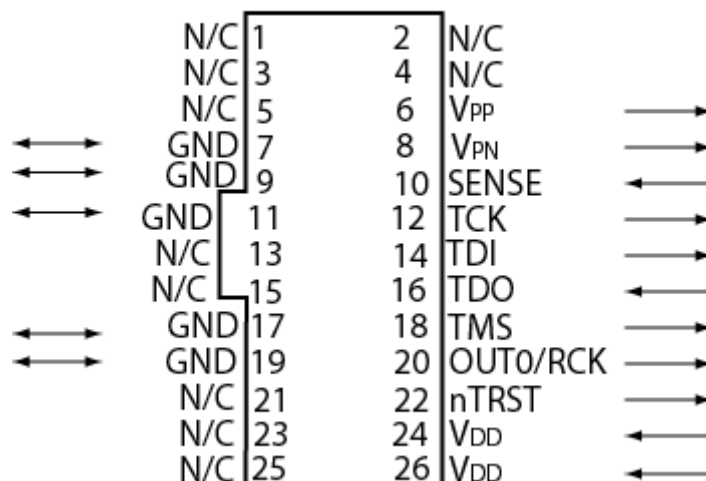 N/C 1 2 N/C
N/C 3 4 N/C
N/C 5 6 VPP
GND 7 8 VPN
GND 9 10 SENSE
GND 11 12 TCK
N/C 13 14 TDI
N/C 15 16 TDO
GND 17 18 TMS
GND 19 20 OUT0/RCK
N/C 21 22 nTRST
N/C 23 24 VDD
N/C 25 26 VDD